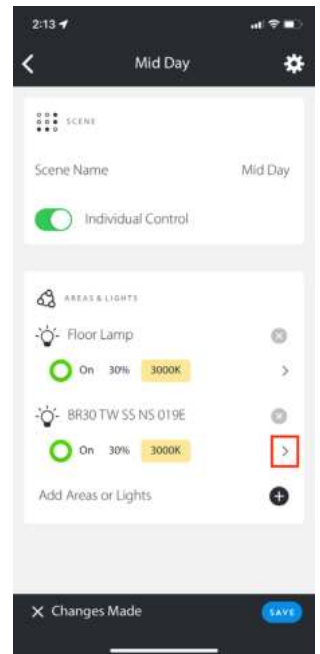 2:13
Mid Day
SCENE
Scene Name Mid Day
Individual Control
AREAS & LIGHTS
Floor Lamp
On 30% 3000K
BR30 TW SS NS 019E
On 30% 3000K
Add Areas or Lights
Changes Made SAVE